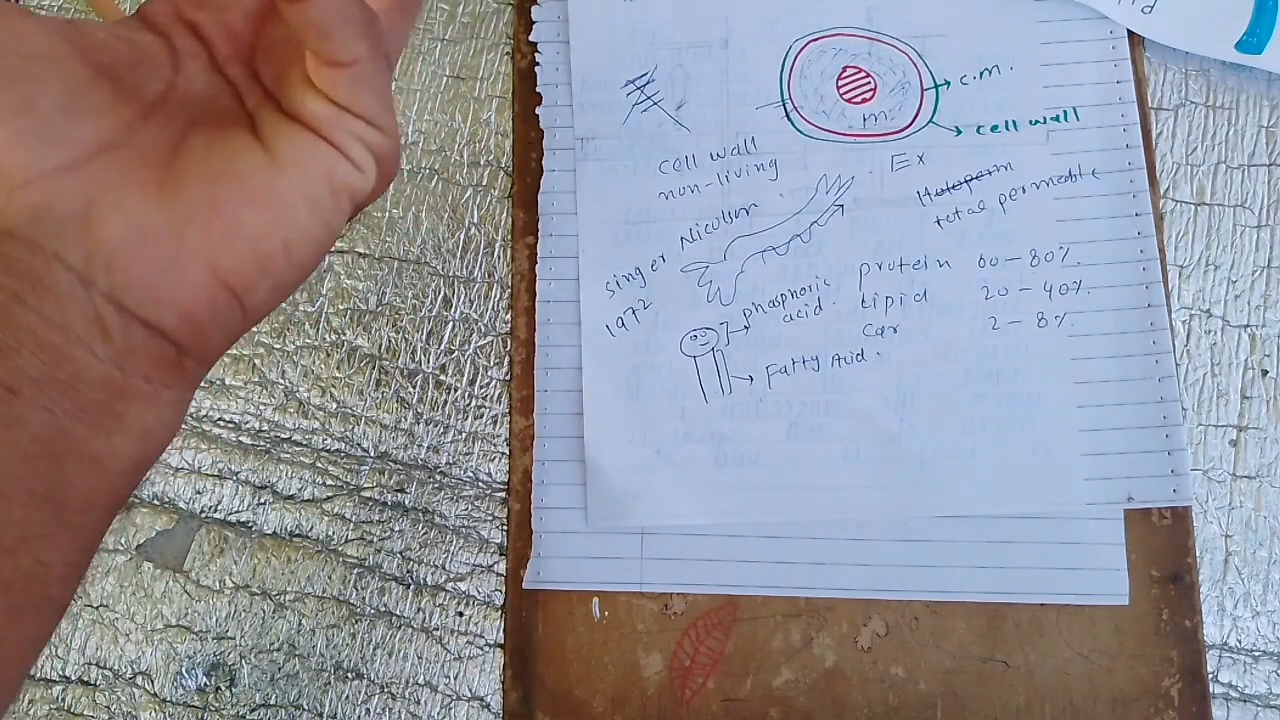 c.m.
cell wall
m
cell wall
non-living
Ex
Holoperm
total permeable
singer Nicolson
1972
protein 60-80%.
Lipid 20-40%.
Car 2-8%.
phasphoric
acid.
Fatty Acid.